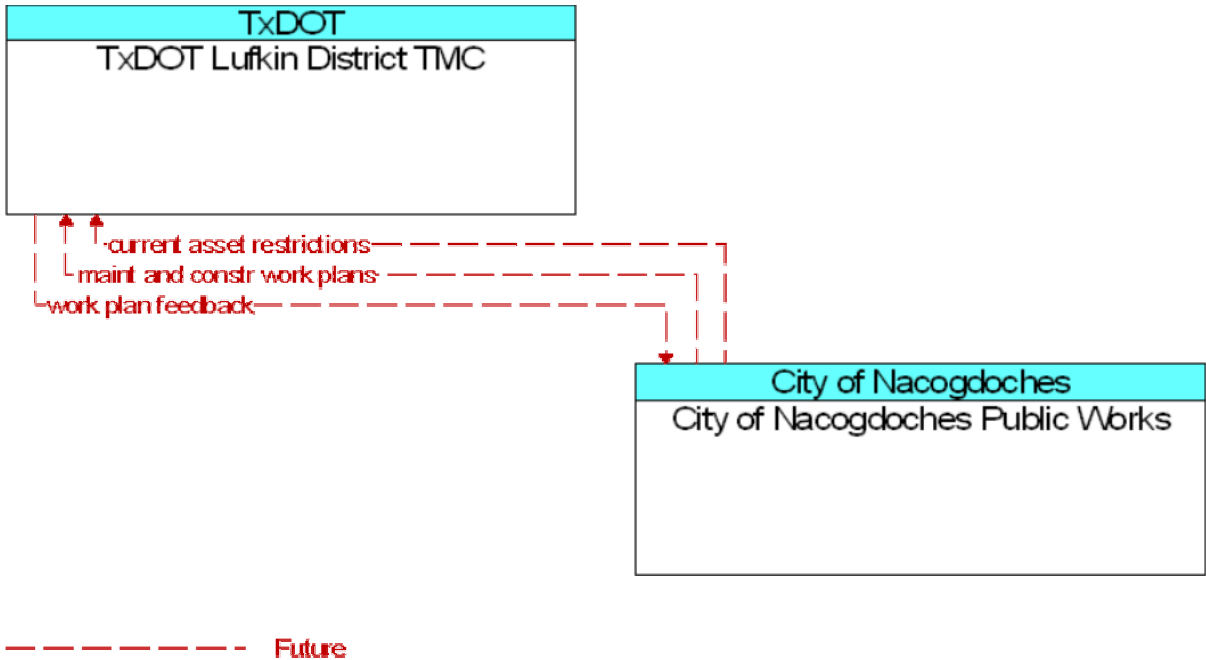 TxDOT
TxDOT Lufkin District TMC
current asset restrictions
maint and constr work plans
work plan feedback
City of Nacogdoches
City of Nacogdoches Public Works
Future